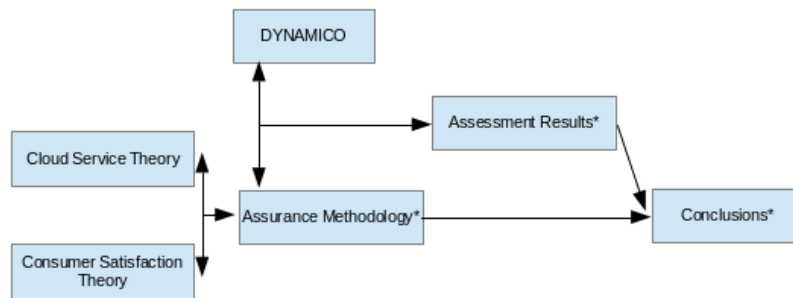 DYNAMICO
Assessment Results*
Cloud Service Theory
Assurance Methodology*
Conclusions*
Consumer Satisfaction
Theory